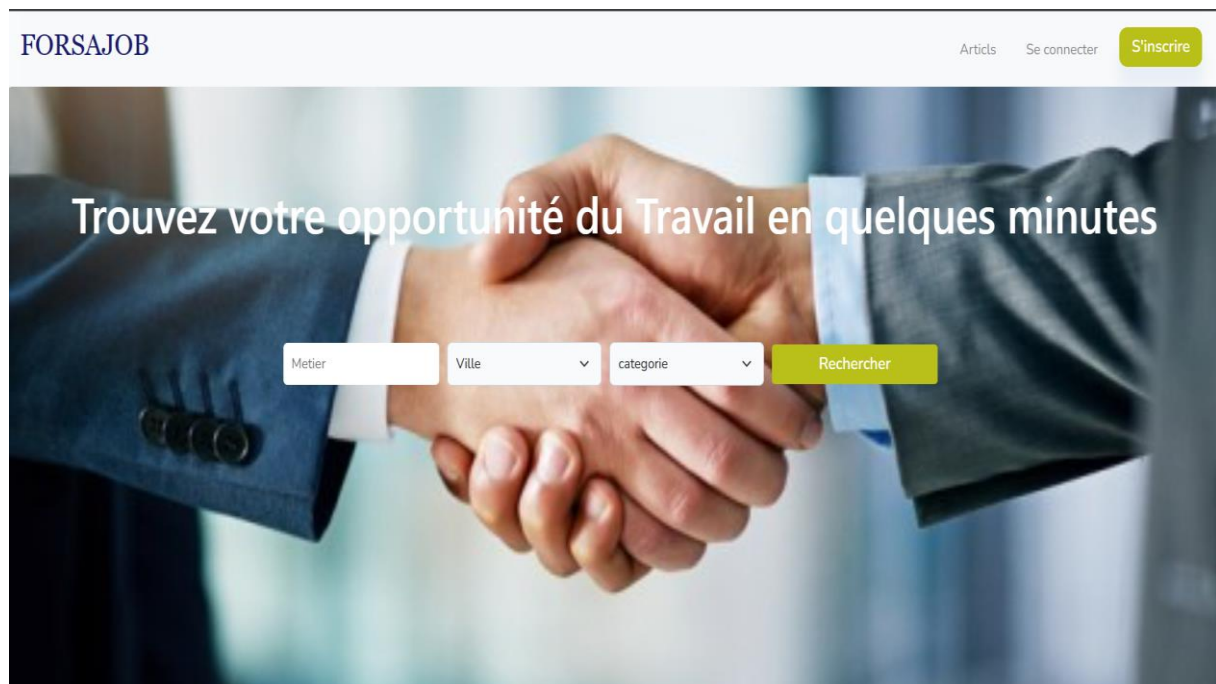 FORSAJOB
Articls Se connecter S'inscrire
Trouvez votre opportunité du Travail en quelques minutes
Metier Ville categorie Rechercher